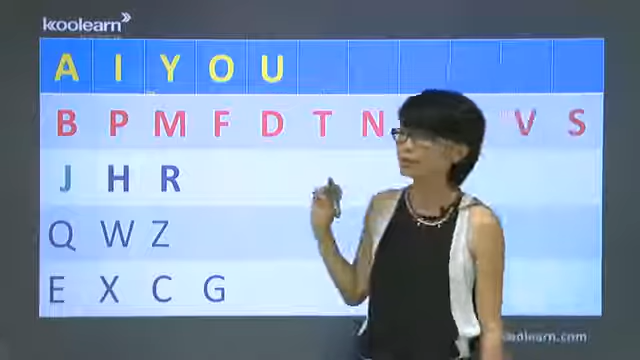 koolearn
A I Y O U
B P M F D T N V S
J H R
Q W Z
E X C G
koolearn.com